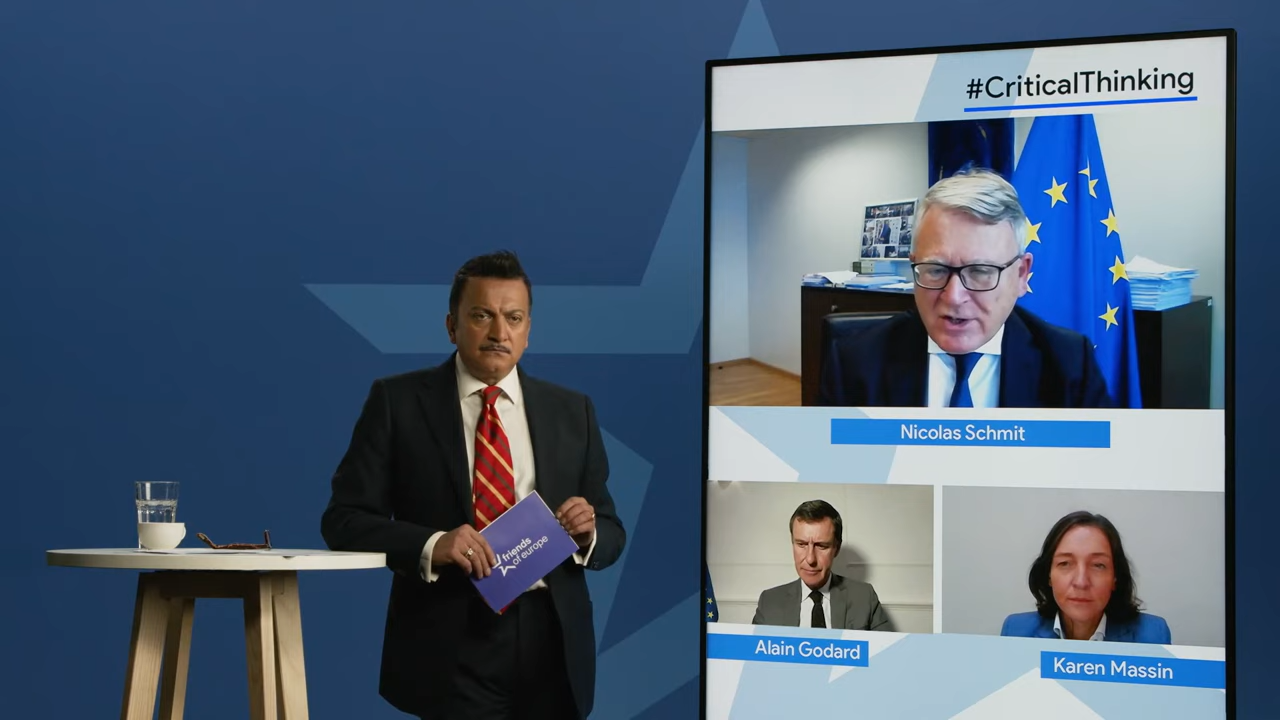 #CriticalThinking
Nicolas Schmit
Alain Godard
Karen Massin
friends
of europe